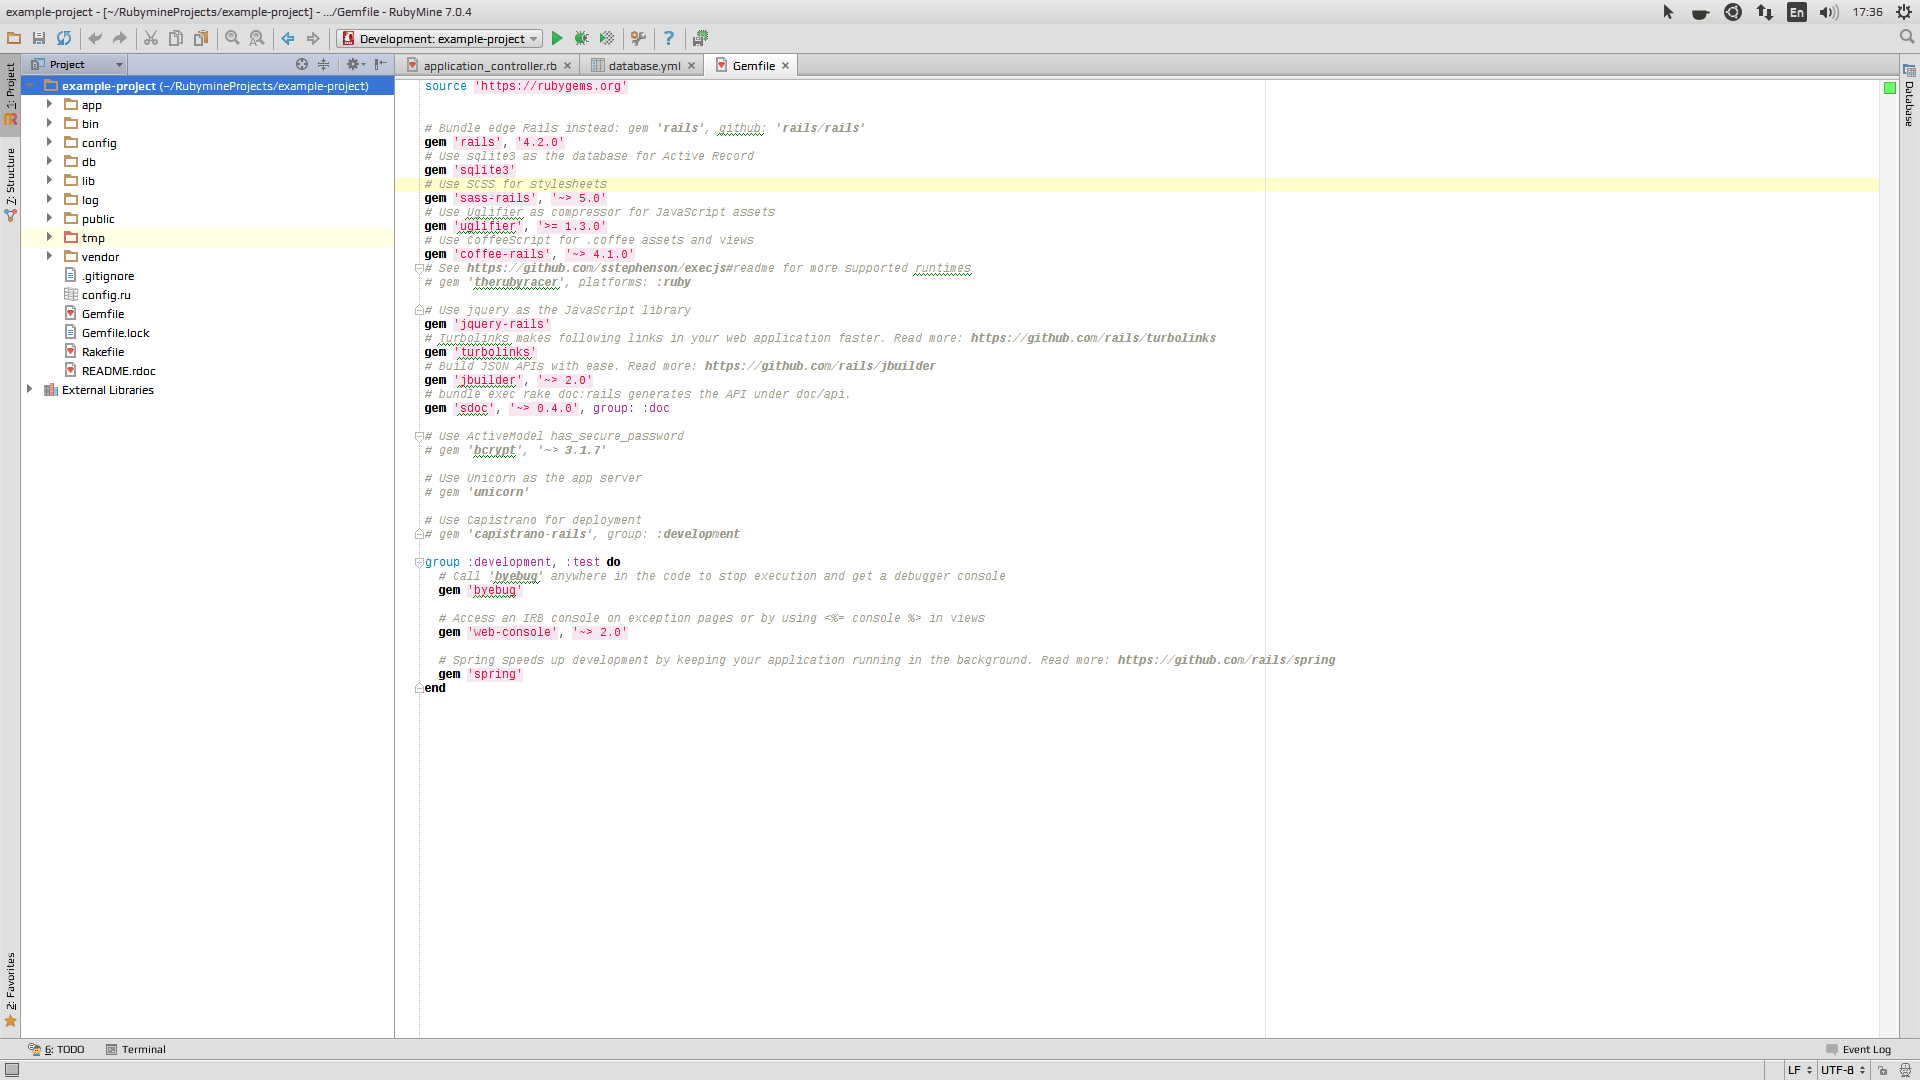 example-project - [~/RubymineProjects/example-project] - .../Gemfile - RubyMine 7.0.4
En
17:36
Development: example-project
Project
application_controller.rb
database.yml
Gemfile
1: Project
7: Structure
2: Favorites
Database
example-project (~/RubymineProjects/example-project)
app
bin
config
db
lib
log
public
tmp
vendor
.gitignore
config.ru
Gemfile
Gemfile.lock
Rakefile
README.rdoc
External Libraries
source 'https://rubygems.org'
# Bundle edge Rails instead: gem 'rails', github: 'rails/rails'
gem 'rails', '4.2.0'
# Use sqlite3 as the database for Active Record
gem 'sqlite3'
# Use SCSS for stylesheets
gem 'sass-rails', '~> 5.0'
# Use Uglifier as compressor for JavaScript assets
gem 'uglifier', '>= 1.3.0'
# Use CoffeeScript for .coffee assets and views
gem 'coffee-rails', '~> 4.1.0'
# See https://github.com/sstephenson/execjs#readme for more supported runtimes
# gem 'therubyracer', platforms: :ruby
# Use jquery as the JavaScript library
gem 'jquery-rails'
# Turbolinks makes following links in your web application faster. Read more: https://github.com/rails/turbolinks
gem 'turbolinks'
# Build JSON APIs with ease. Read more: https://github.com/rails/jbuilder
gem 'jbuilder', '~> 2.0'
# bundle exec rake doc:rails generates the API under doc/api.
gem 'sdoc', '~> 0.4.0', group: :doc
# Use ActiveModel has_secure_password
# gem 'bcrypt', '~> 3.1.7'
# Use Unicorn as the app server
# gem 'unicorn'
# Use Capistrano for deployment
# gem 'capistrano-rails', group: :development
group :development, :test do
# Call 'byebug' anywhere in the code to stop execution and get a debugger console
gem 'byebug'
# Access an IRB console on exception pages or by using <%= console %> in views
gem 'web-console', '~> 2.0'
# Spring speeds up development by keeping your application running in the background. Read more: https://github.com/rails/spring
gem 'spring'
end
6: TODO
Terminal
Event Log
LF
UTF-8